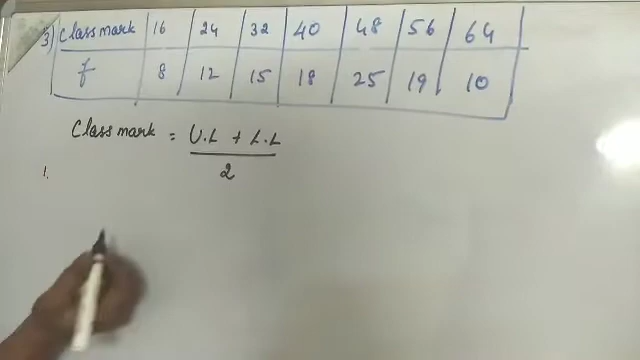 3) Class mark 16 24 32 40 48 56 64
f 8 12 15 18 25 19 10
Class mark = U.L + L.L
2
1.